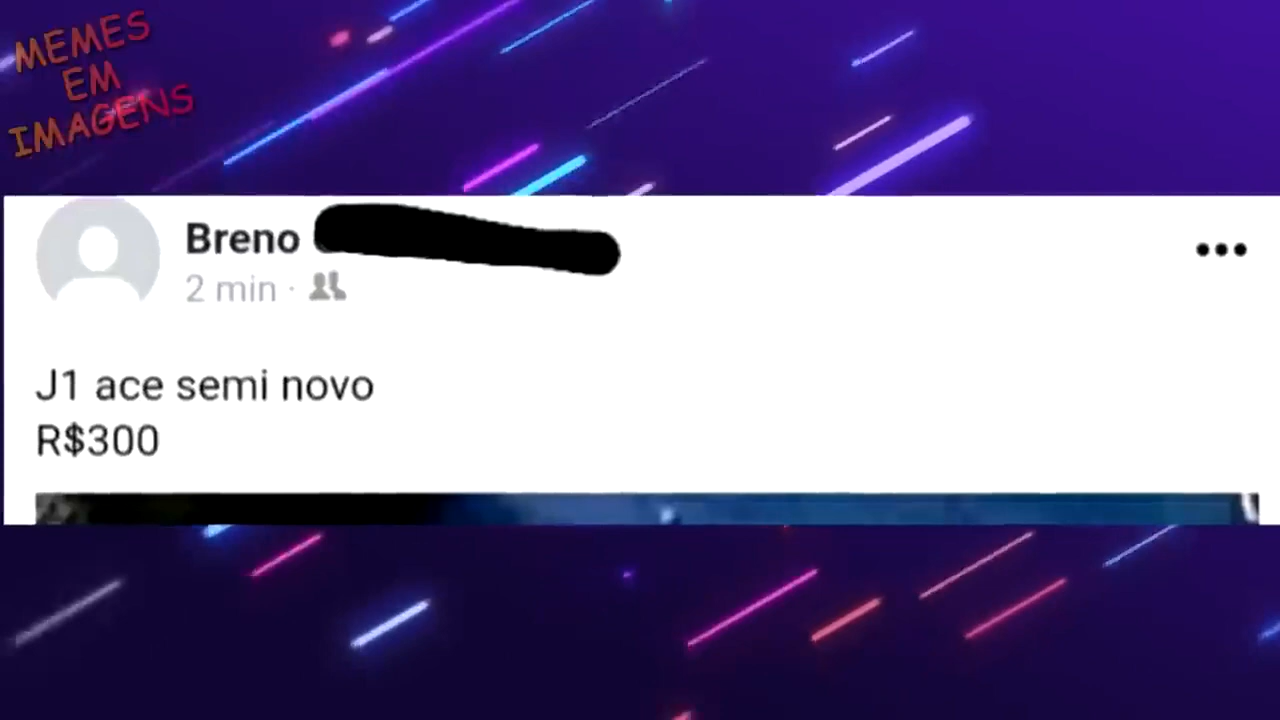 MEMES
EM
IMAGENS
Breno
2 min ·
J1 ace semi novo
R$300